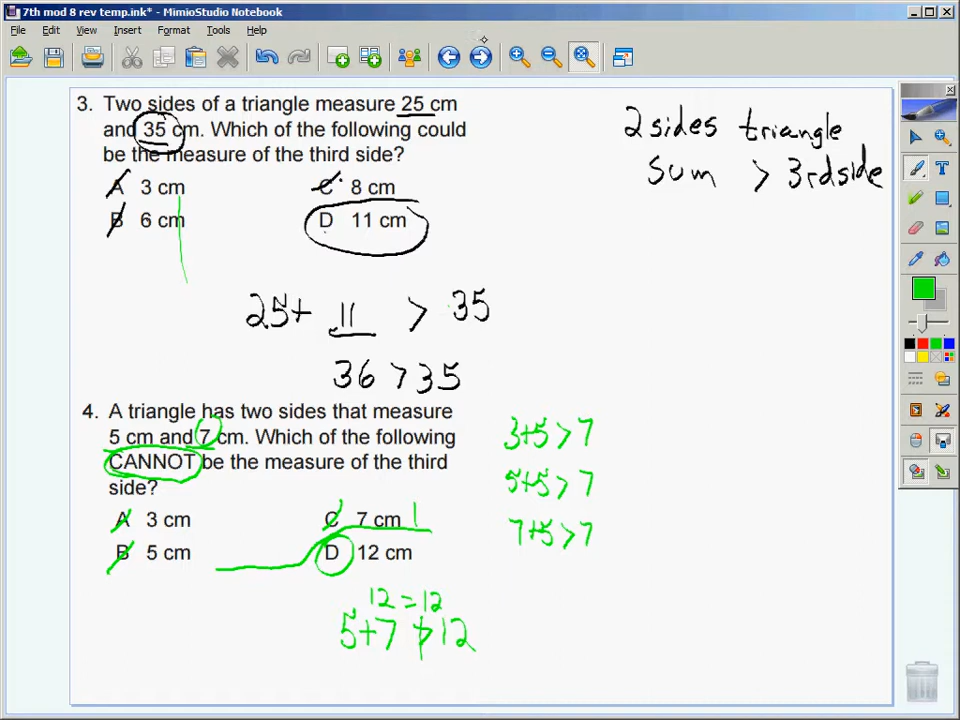 7th mod 8 rev temp.ink* - MimioStudio Notebook
File Edit View Insert Format Tools Help
3. Two sides of a triangle measure 25 cm
and 35 cm. Which of the following could
be the measure of the third side?
A 3 cm C 8 cm
B 6 cm D 11 cm
2 sides triangle
sum > 3rd side
25+ 11 > 35
36 > 35
4. A triangle has two sides that measure
5 cm and 7 cm. Which of the following
CANNOT be the measure of the third
side?
A 3 cm C 7 cm
B 5 cm D 12 cm
3+5 > 7
5+5 > 7
7+5 > 7
12 = 12
5+7 ≯ 12
T